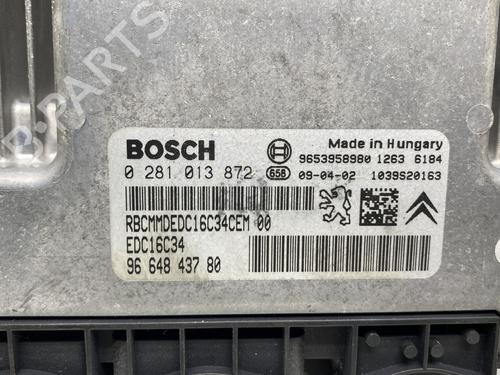 B-PARTS
BOSCH
Made in Hungary
9653958980 1263 6184
0 281 013 872
658
09-04-02
1039S20163
RBCMMDEDC16C34CEM 00
EDC16C34
96 648 437 80